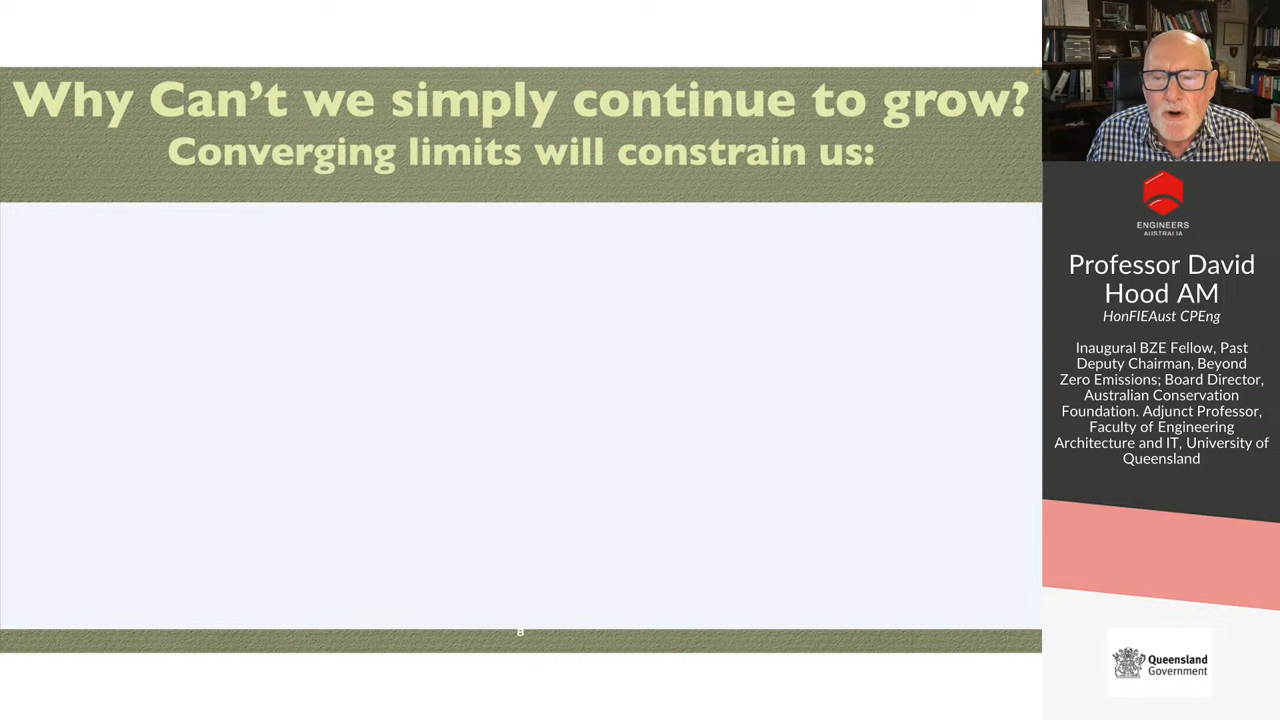 Why Can't we simply continue to grow?
Converging limits will constrain us:
8
ENGINEERS
AUSTRALIA
Professor David
Hood AM
HonFIEAust CPEng
Inaugural BZE Fellow, Past
Deputy Chairman, Beyond
Zero Emissions; Board Director,
Australian Conservation
Foundation. Adjunct Professor,
Faculty of Engineering
Architecture and IT, University of
Queensland
Queensland
Government